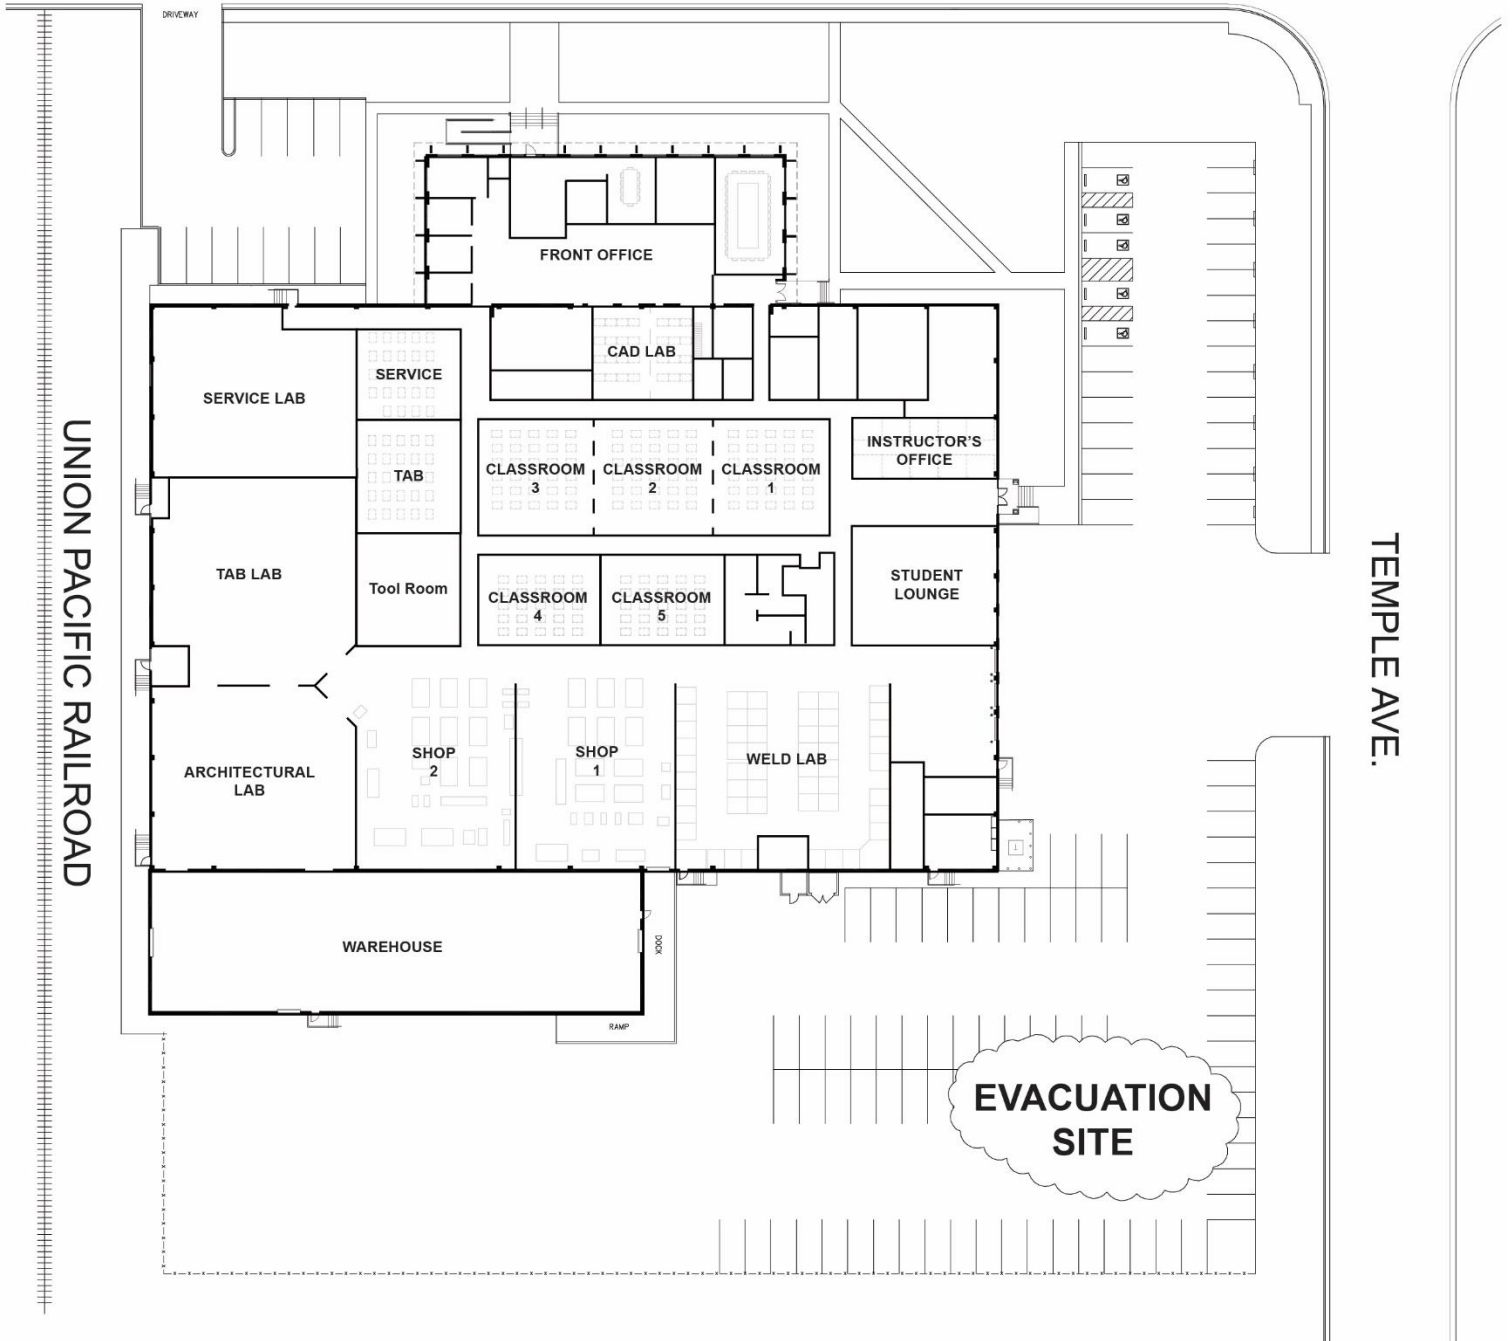 DRIVEWAY
FRONT OFFICE
CAD LAB
SERVICE
SERVICE LAB
INSTRUCTOR'S
OFFICE
CLASSROOM
3
CLASSROOM
2
CLASSROOM
1
TAB
TAB LAB
Tool Room
CLASSROOM
4
CLASSROOM
5
STUDENT
LOUNGE
UNION PACIFIC RAILROAD
TEMPLE AVE.
SHOP
2
SHOP
1
WELD LAB
ARCHITECTURAL
LAB
WAREHOUSE
DOCK
RAMP
EVACUATION
SITE